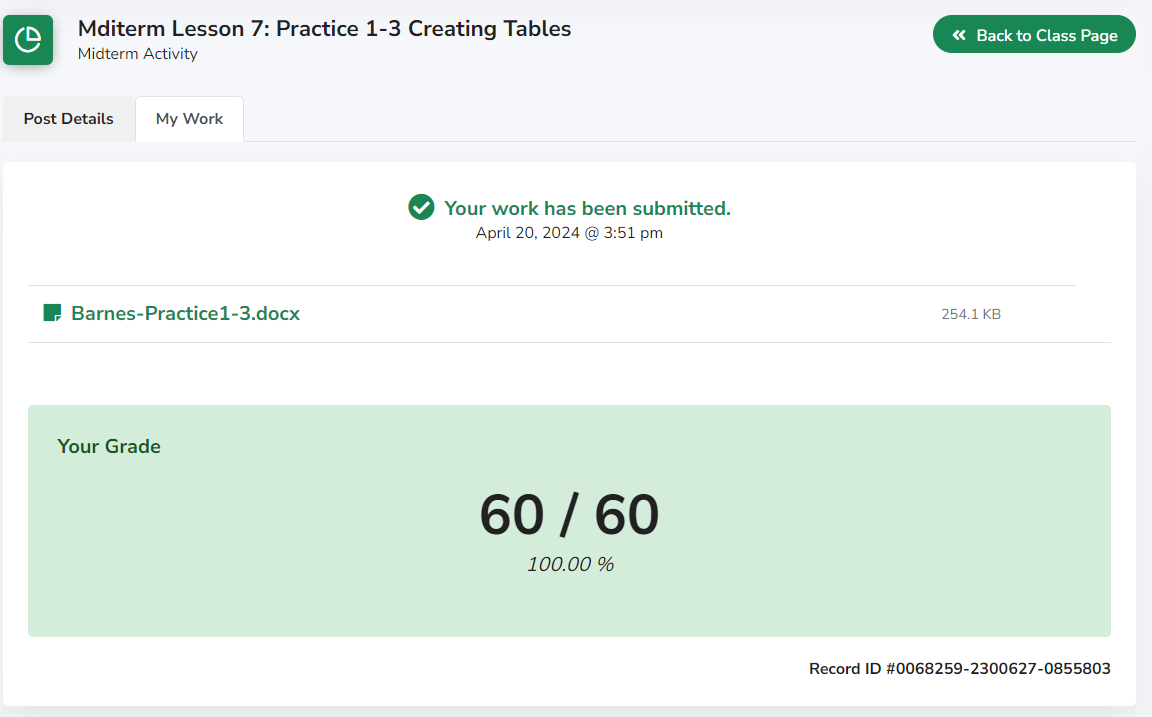 Mditerm Lesson 7: Practice 1-3 Creating Tables
Midterm Activity
Back to Class Page
Post Details
My Work
Your work has been submitted.
April 20, 2024 @ 3:51 pm
Barnes-Practice1-3.docx
254.1 KB
Your Grade
60 / 60
100.00 %
Record ID #0068259-2300627-0855803